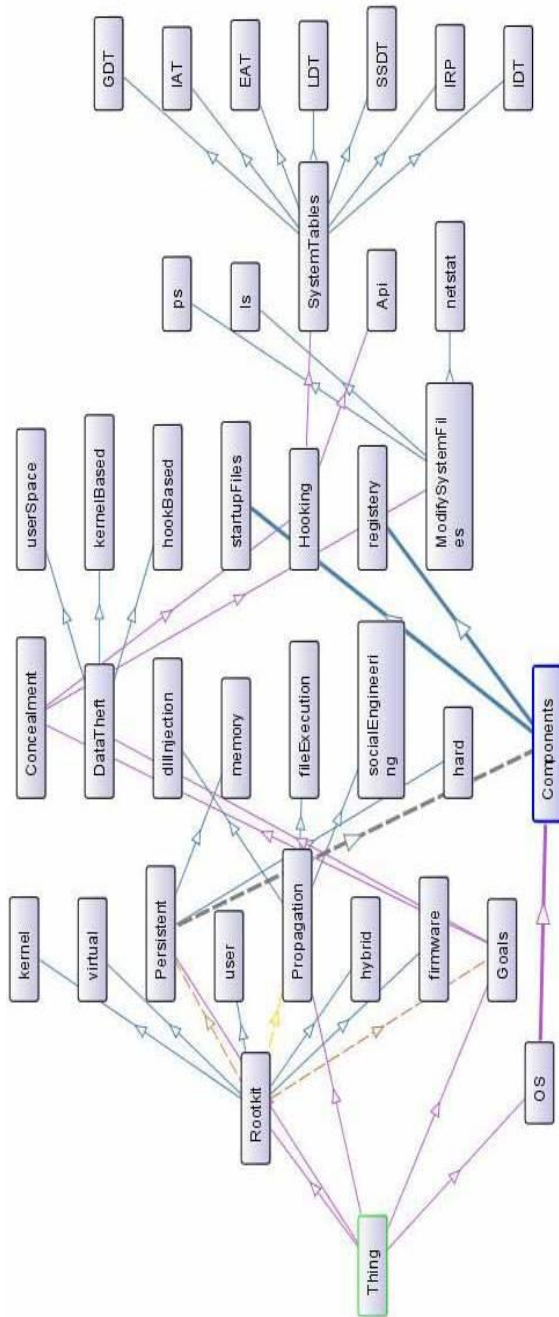 Thing
Rootkit
OS
kernel
virtual
Persistent
user
Propagation
hybrid
firmware
Goals
Components
Concealment
DataTheft
dllInjection
memory
fileExecution
socialEngineeri
ng
hard
userSpace
kernelBased
hookBased
startupFiles
Hooking
registery
ModifySystemFil
es
ps
ls
SystemTables
Api
netstat
GDT
IAT
EAT
LDT
SSDT
IRP
IDT